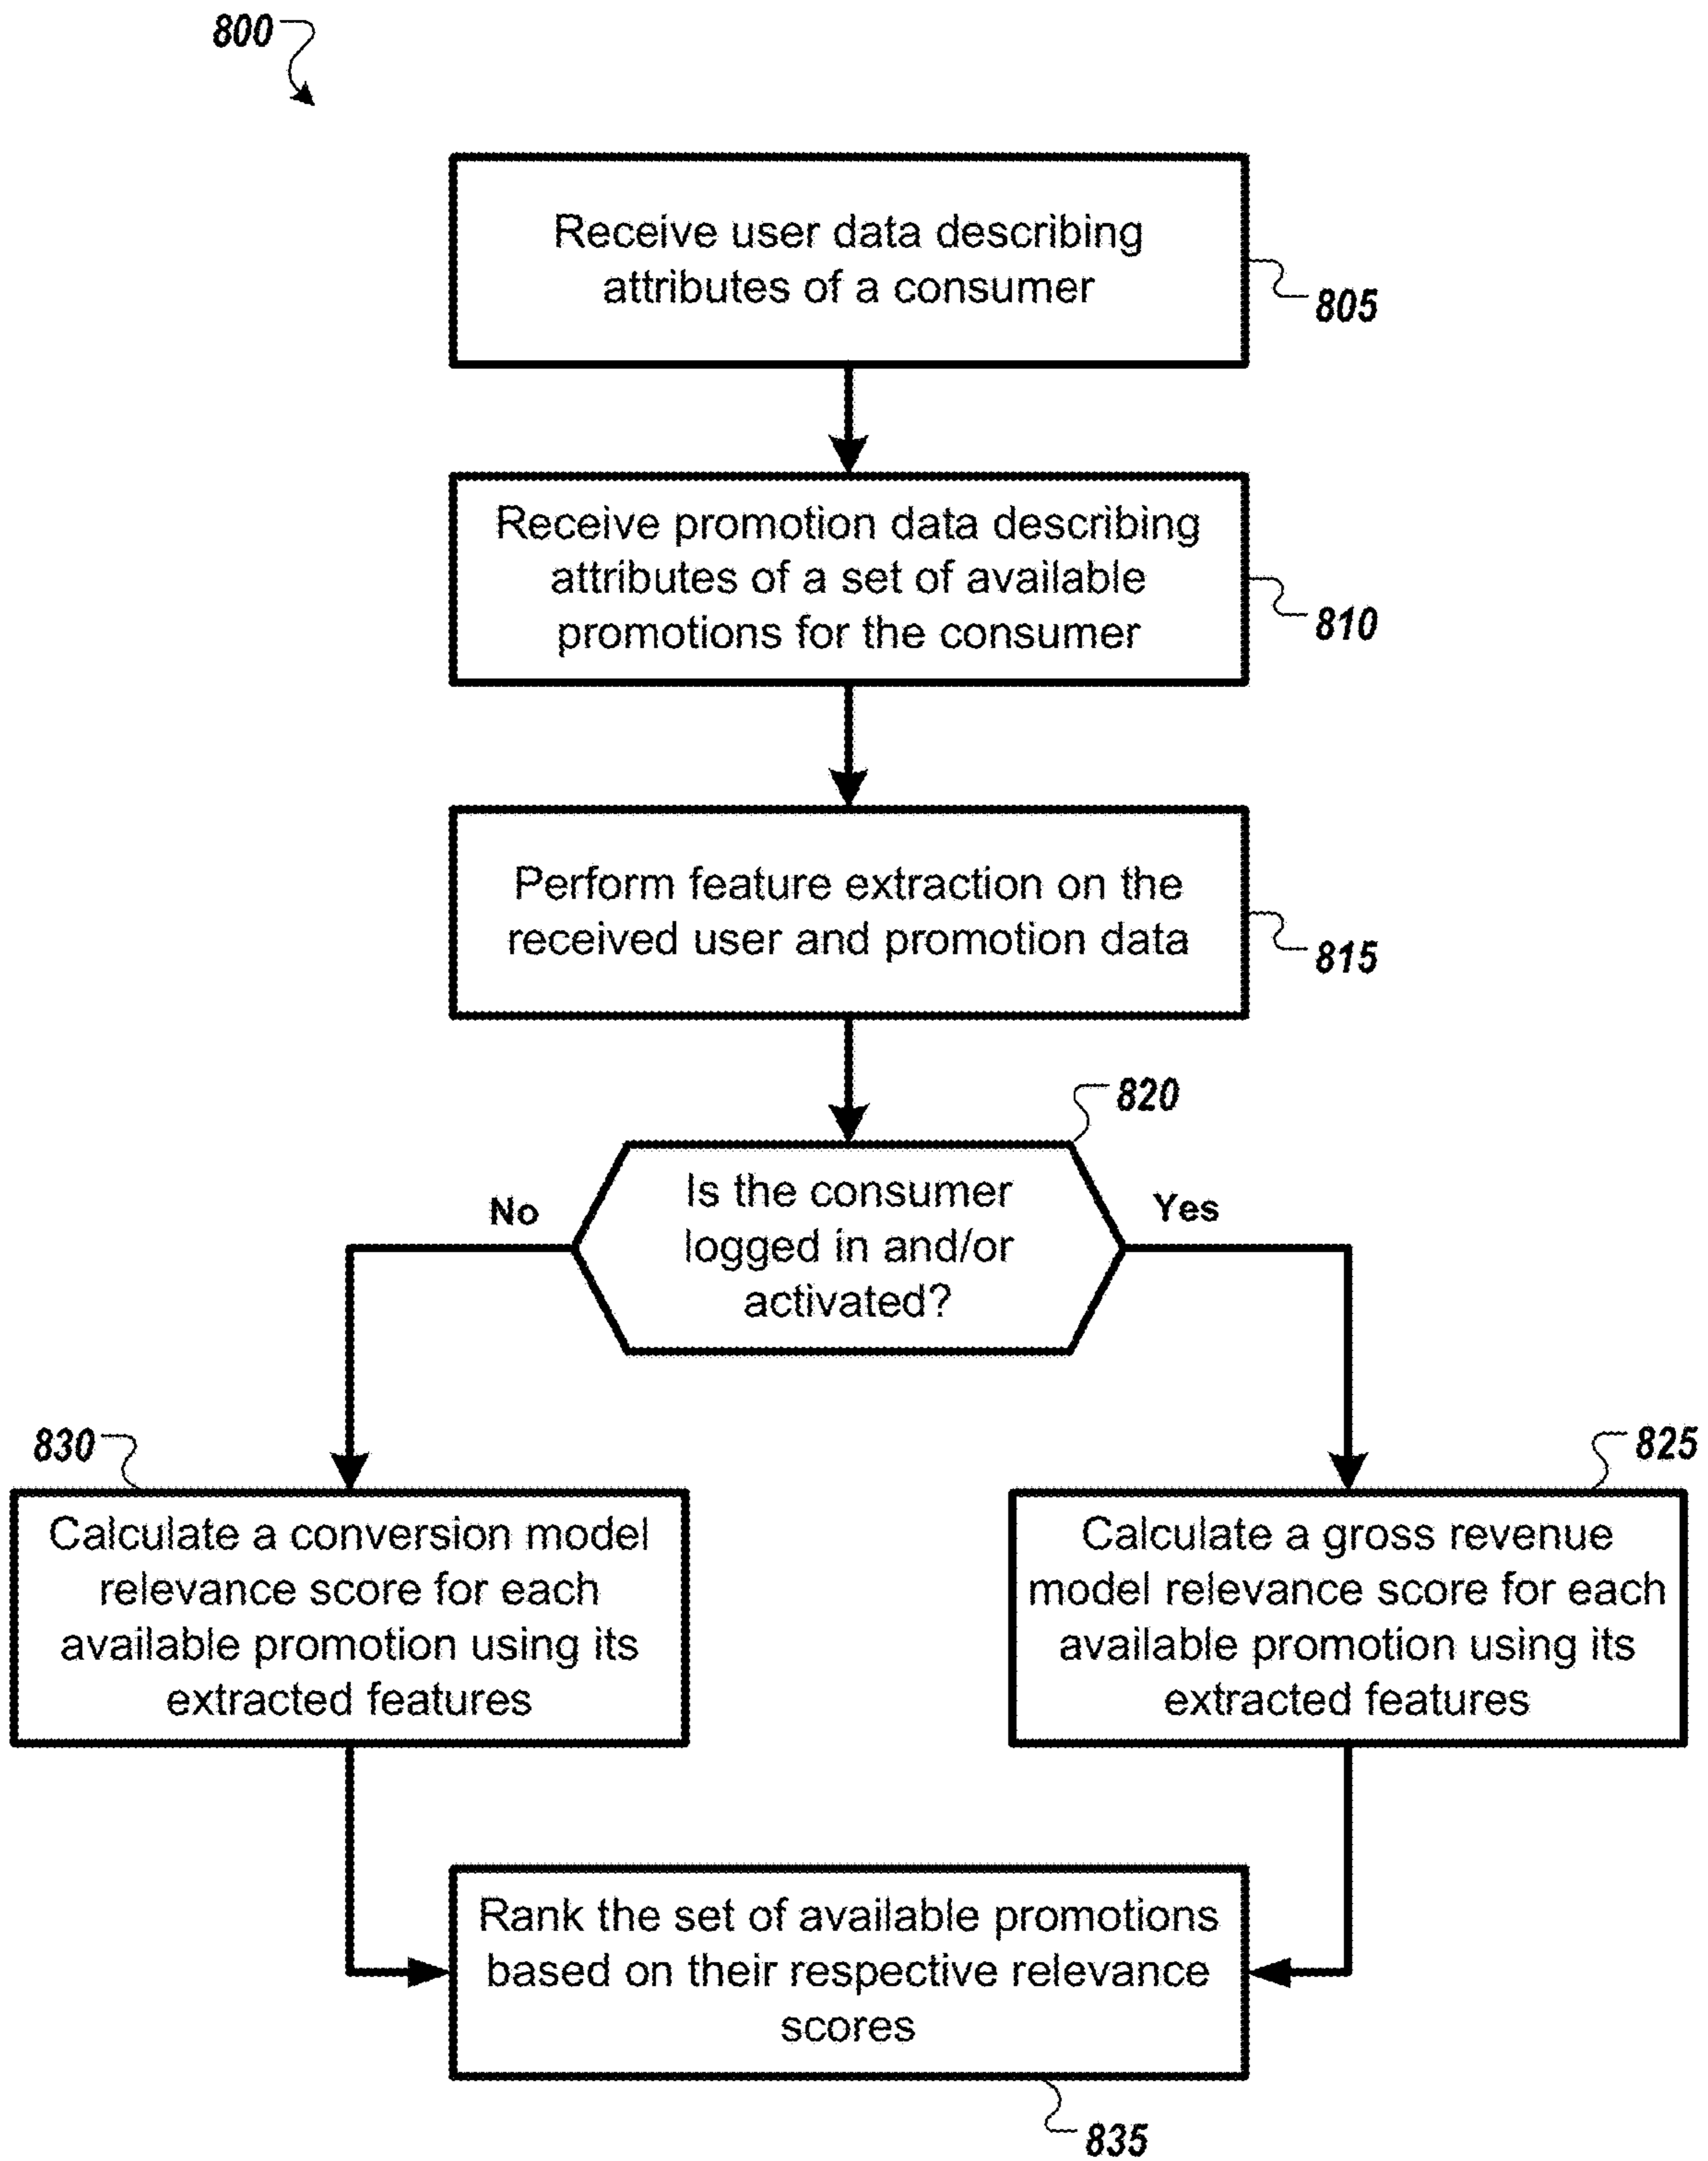 800
Receive user data describing
attributes of a consumer
805
Receive promotion data describing
attributes of a set of available
promotions for the consumer
810
Perform feature extraction on the
received user and promotion data
815
820
Is the consumer
logged in and/or
activated?
No
Yes
830
Calculate a conversion model
relevance score for each
available promotion using its
extracted features
825
Calculate a gross revenue
model relevance score for each
available promotion using its
extracted features
Rank the set of available promotions
based on their respective relevance
scores
835